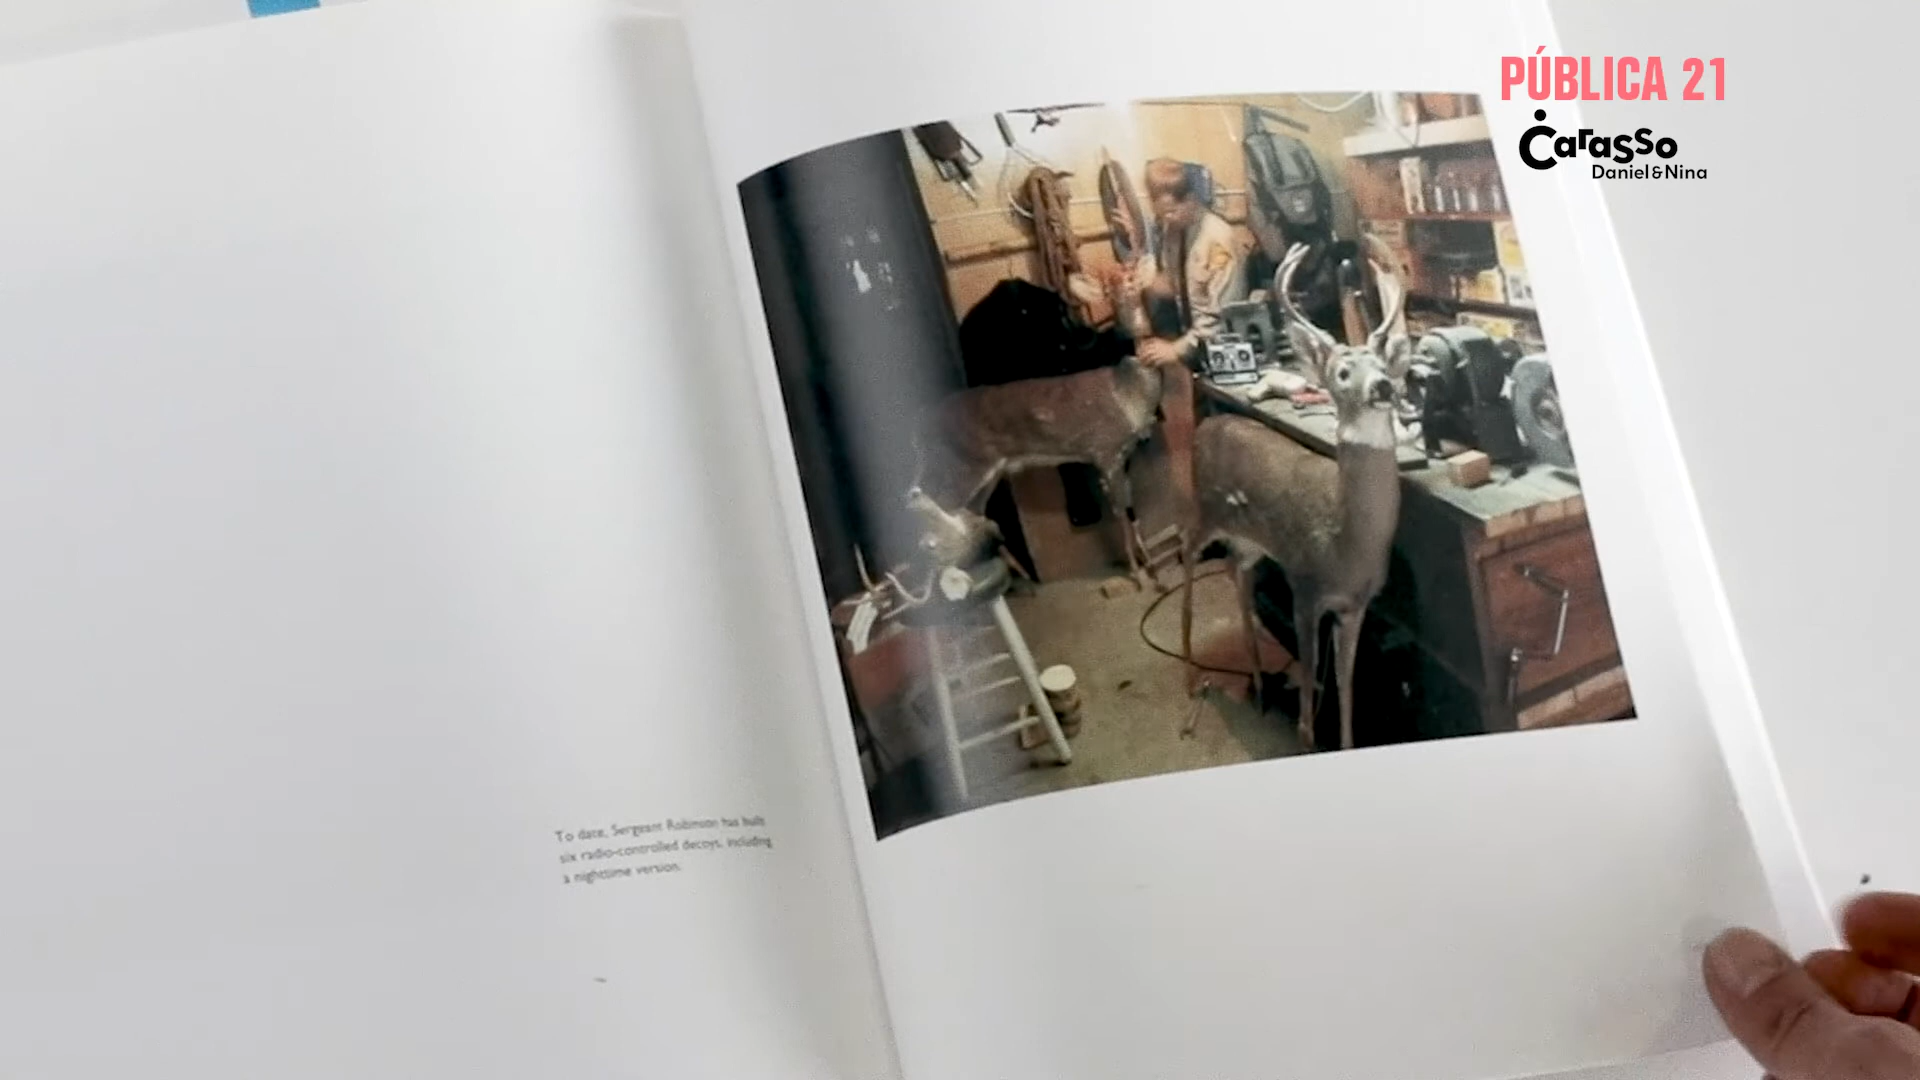 PÚBLICA 21
Carasso
Daniel&Nina
To date, Sergeant Robinson has built
six radio-controlled decoys, including
a nighttime version.